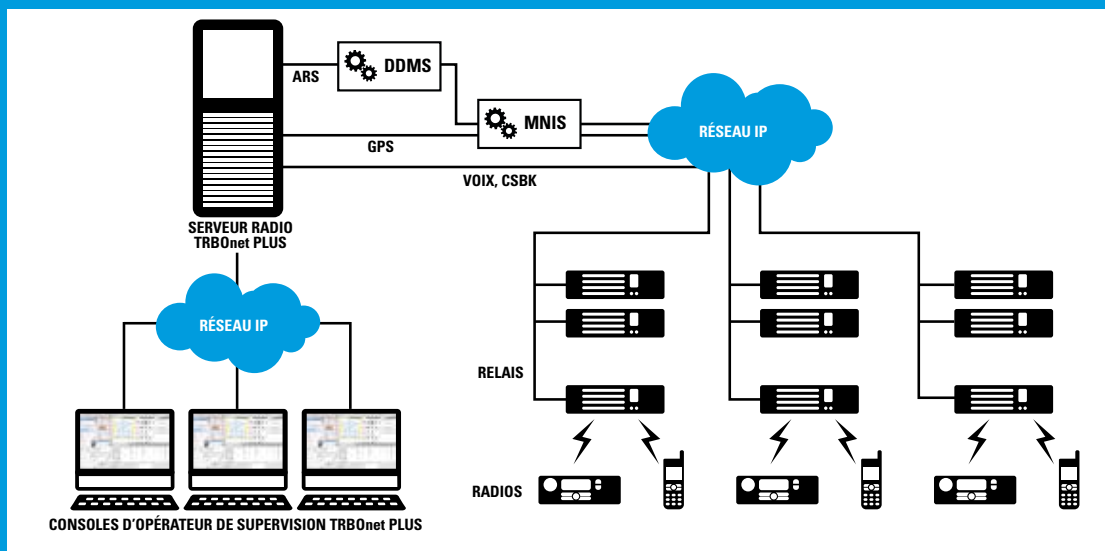 ARS
DDMS
MNIS
GPS
VOIX, CSBK
RÉSEAU IP
SERVEUR RADIO
TRBOnet PLUS
RÉSEAU IP
RELAIS
RADIOS
CONSOLES D'OPÉRATEUR DE SUPERVISION TRBOnet PLUS